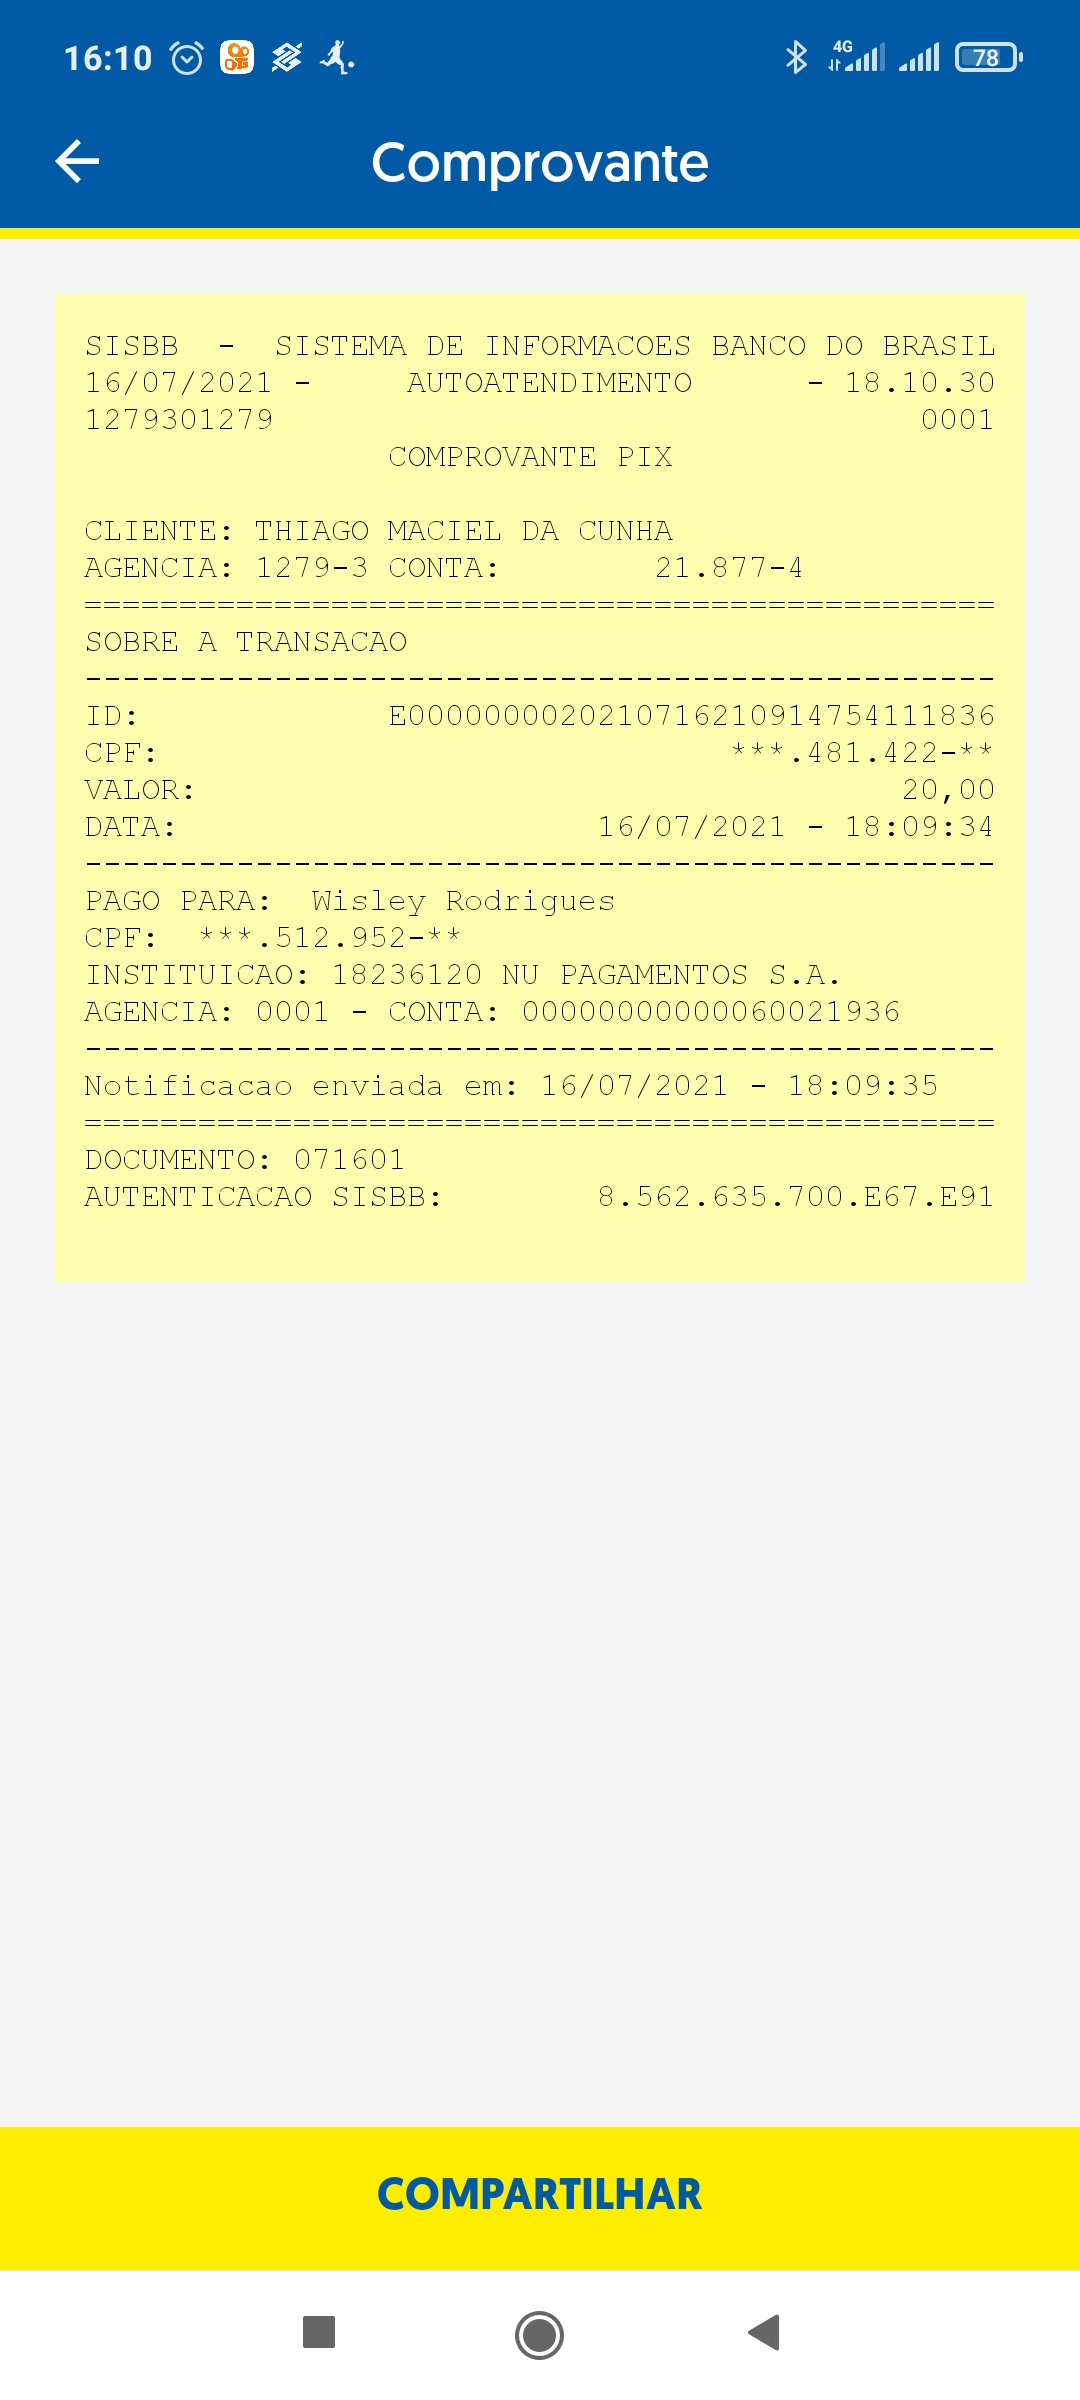 16:10 4G 78
Comprovante
SISBB - SISTEMA DE INFORMACOES BANCO DO BRASIL
16/07/2021 - AUTOATENDIMENTO - 18.10.30
1279301279 0001
COMPROVANTE PIX
CLIENTE: THIAGO MACIEL DA CUNHA
AGENCIA: 1279-3 CONTA: 21.877-4
================================================
SOBRE A TRANSACAO
------------------------------------------------
ID: E0000000020210716210914754111836
CPF: ***.481.422-**
VALOR: 20,00
DATA: 16/07/2021 - 18:09:34
------------------------------------------------
PAGO PARA: Wisley Rodrigues
CPF: ***.512.952-**
INSTITUICAO: 18236120 NU PAGAMENTOS S.A.
AGENCIA: 0001 - CONTA: 00000000000060021936
------------------------------------------------
Notificacao enviada em: 16/07/2021 - 18:09:35
================================================
DOCUMENTO: 071601
AUTENTICACAO SISBB: 8.562.635.700.E67.E91
COMPARTILHAR